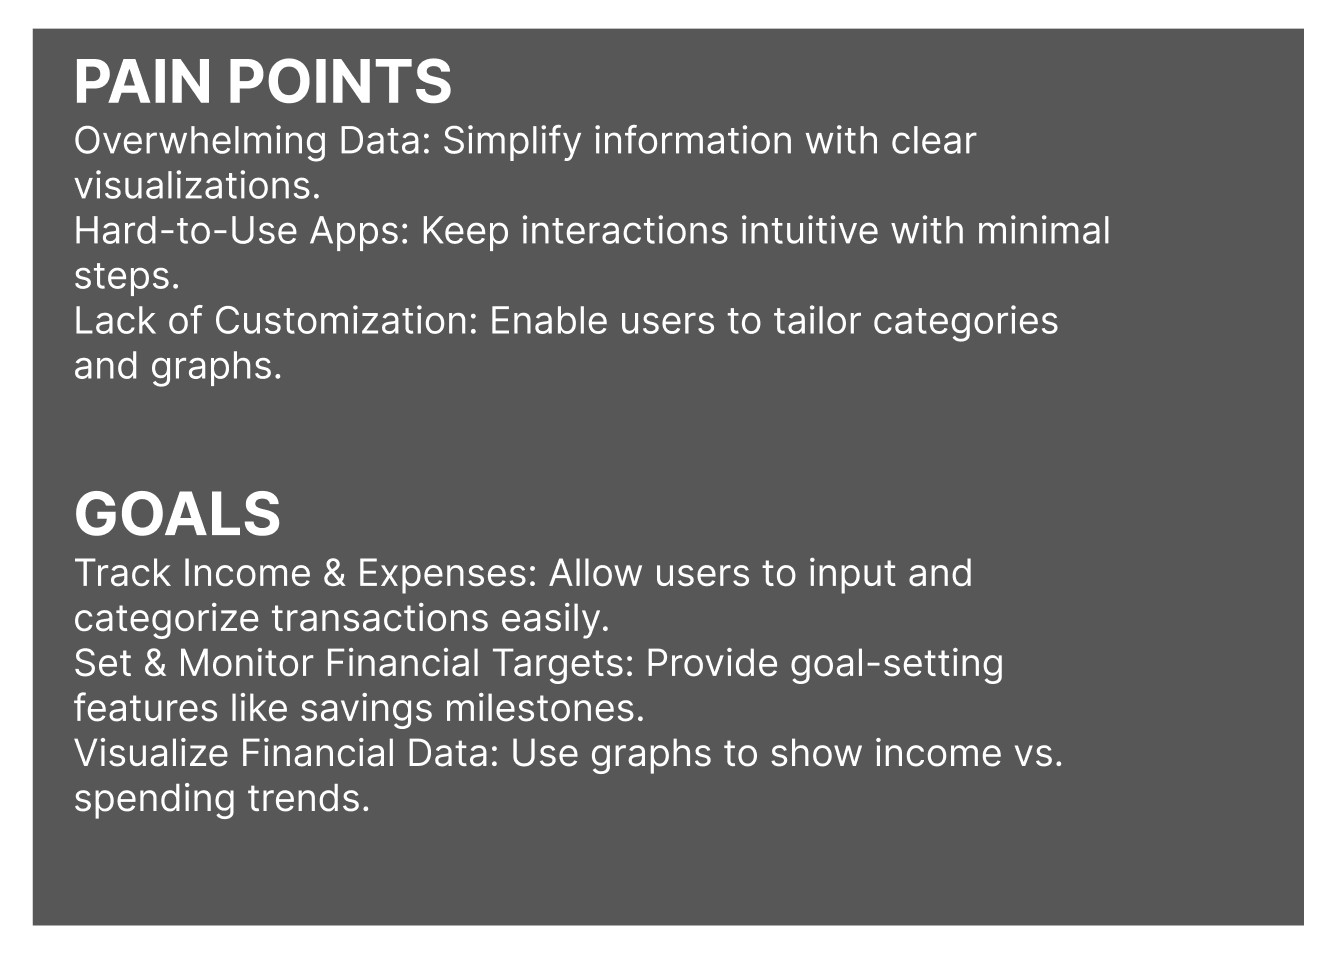 PAIN POINTS
Overwhelming Data: Simplify information with clear
visualizations.
Hard-to-Use Apps: Keep interactions intuitive with minimal
steps.
Lack of Customization: Enable users to tailor categories
and graphs.
GOALS
Track Income & Expenses: Allow users to input and
categorize transactions easily.
Set & Monitor Financial Targets: Provide goal-setting
features like savings milestones.
Visualize Financial Data: Use graphs to show income vs.
spending trends.